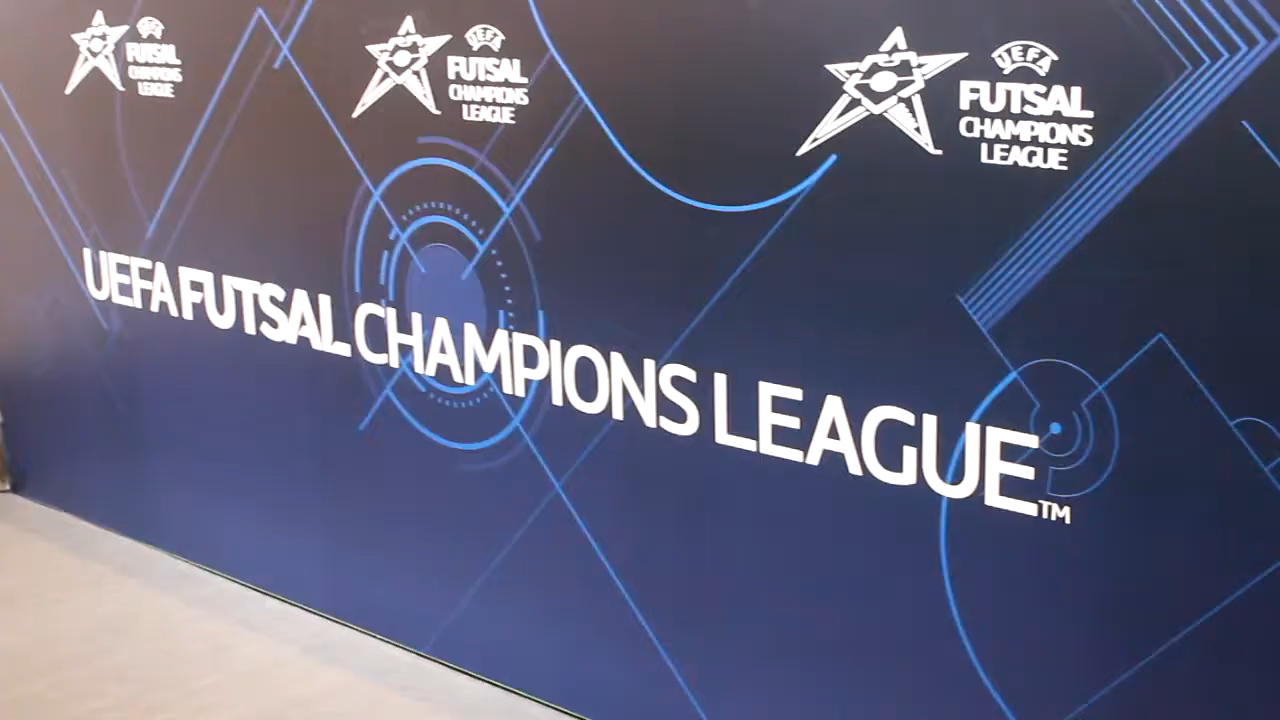 UEFA
FUTSAL
CHAMPIONS
LEAGUE
UEFA
FUTSAL
CHAMPIONS
LEAGUE
UEFA
FUTSAL
CHAMPIONS
LEAGUE
UEFA FUTSAL CHAMPIONS LEAGUE™